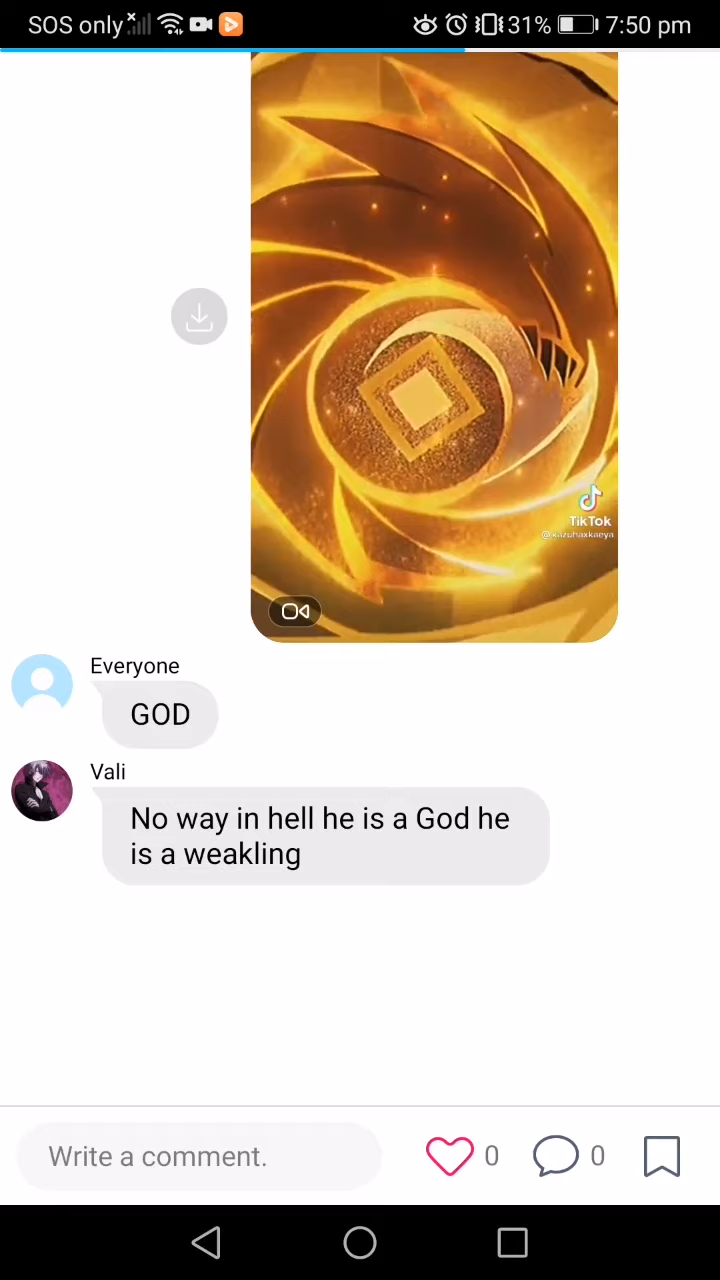 SOS only 31% 7:50 pm
TikTok
@kazuhaxkaeya
Everyone
GOD
Vali
No way in hell he is a God he
is a weakling
Write a comment. 0 0